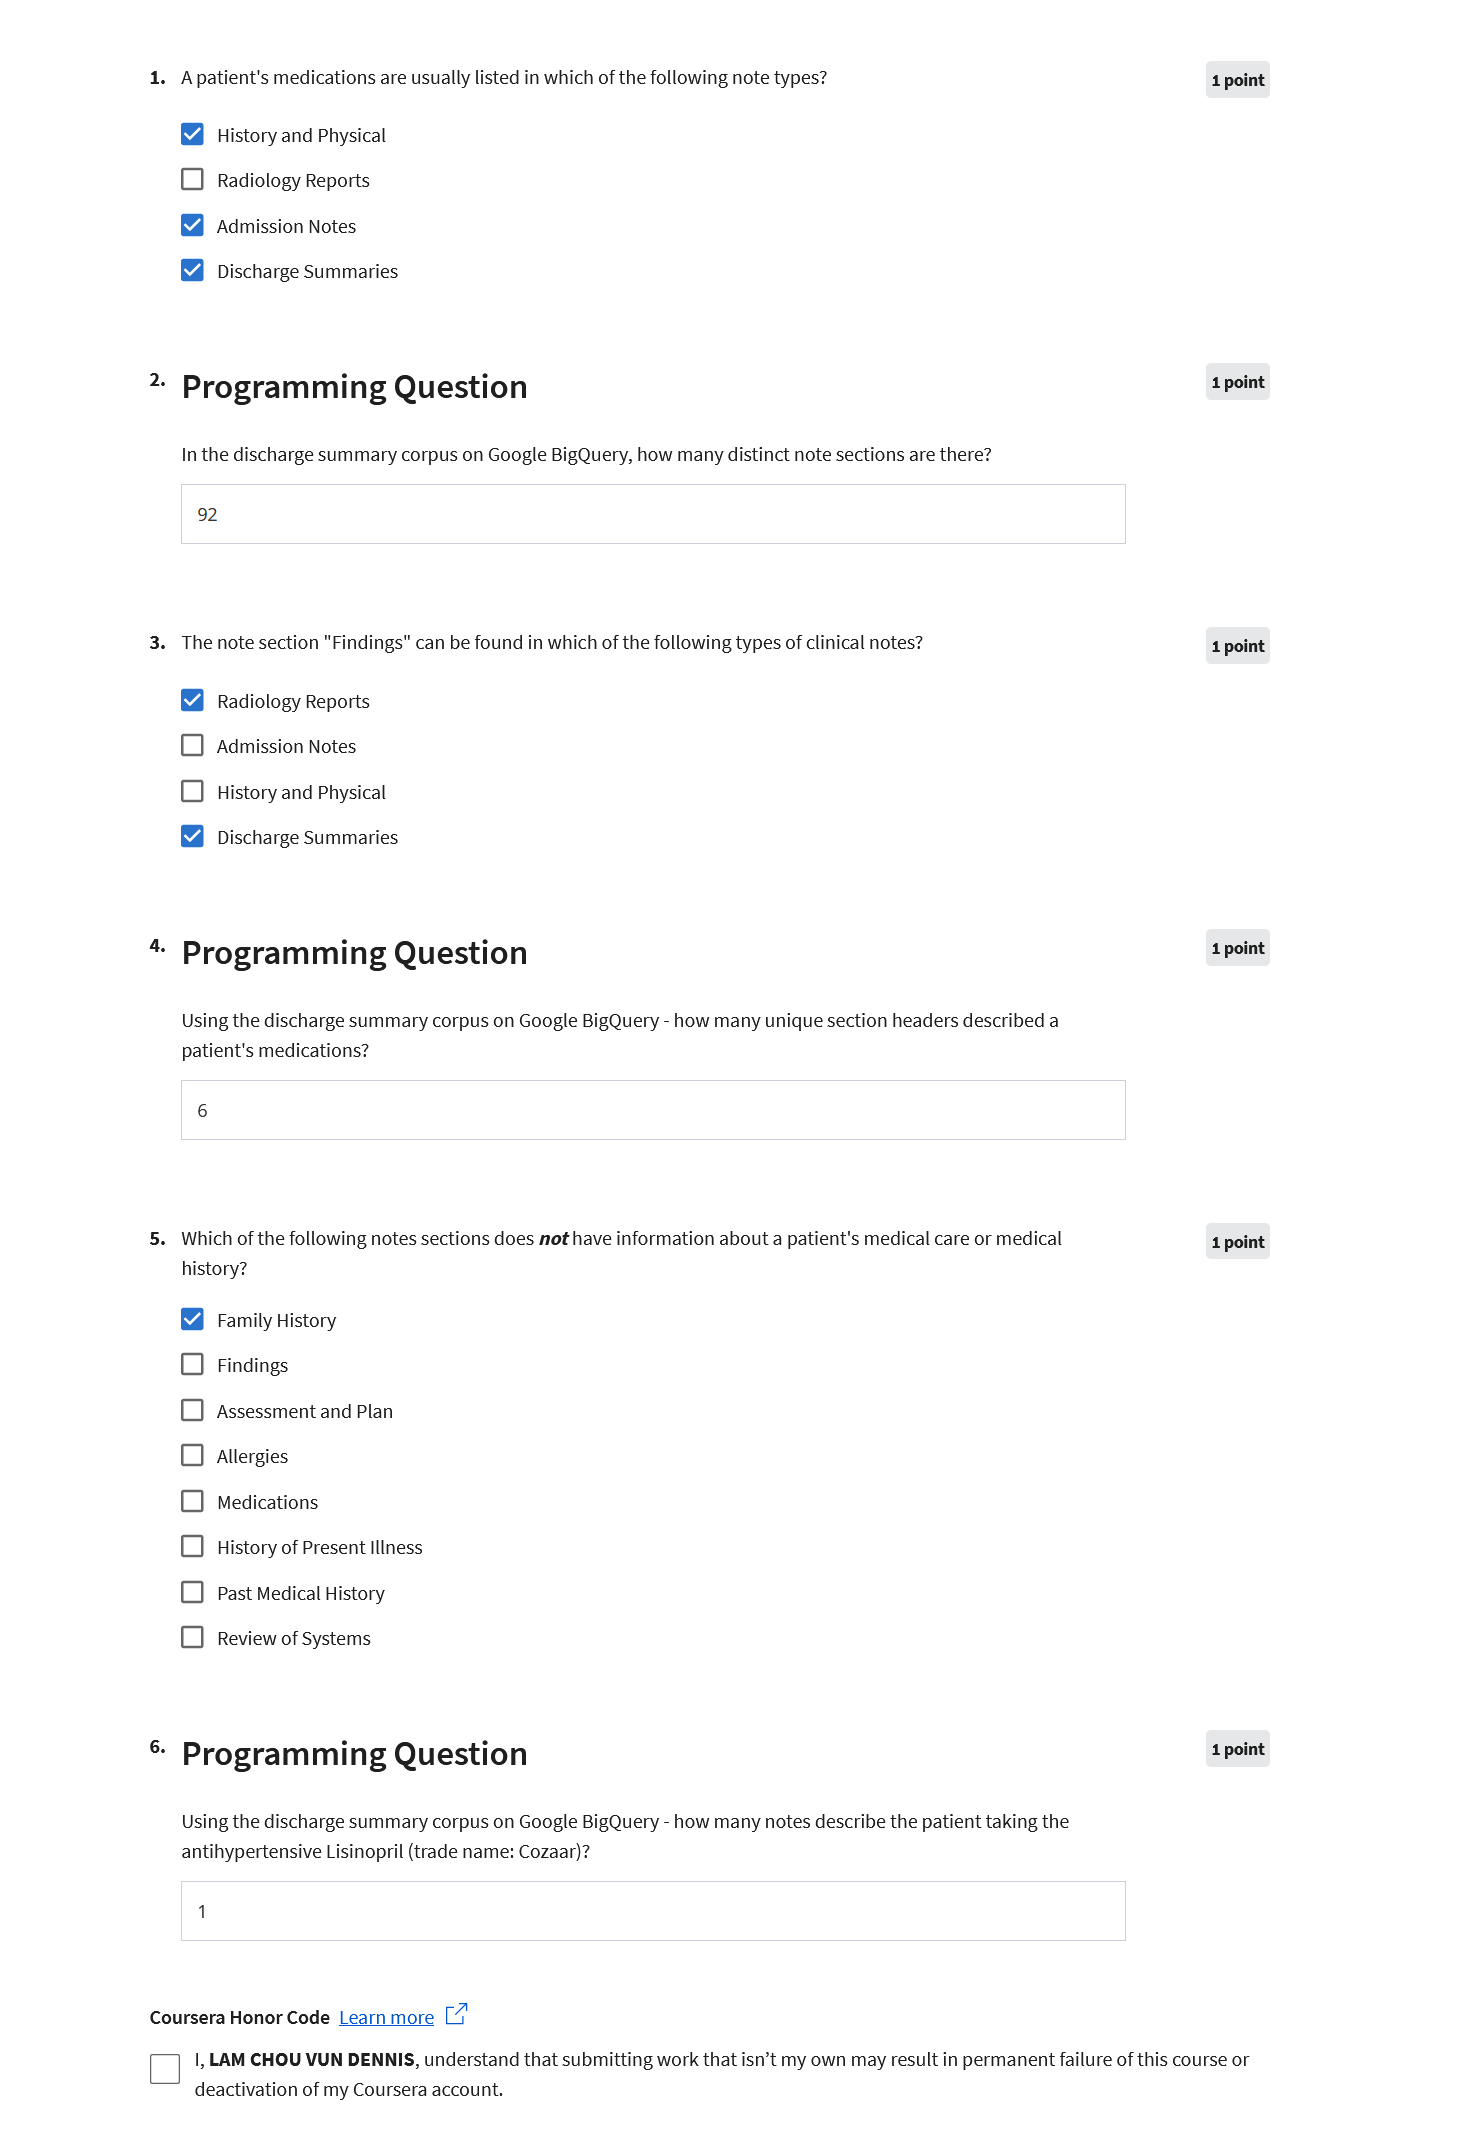 1. A patient's medications are usually listed in which of the following note types?
1 point
History and Physical
Radiology Reports
Admission Notes
Discharge Summaries
2. Programming Question
1 point
In the discharge summary corpus on Google BigQuery, how many distinct note sections are there?
92
3. The note section "Findings" can be found in which of the following types of clinical notes?
1 point
Radiology Reports
Admission Notes
History and Physical
Discharge Summaries
4. Programming Question
1 point
Using the discharge summary corpus on Google BigQuery - how many unique section headers described a
patient's medications?
6
5. Which of the following notes sections does not have information about a patient's medical care or medical
history?
1 point
Family History
Findings
Assessment and Plan
Allergies
Medications
History of Present Illness
Past Medical History
Review of Systems
6. Programming Question
1 point
Using the discharge summary corpus on Google BigQuery - how many notes describe the patient taking the
antihypertensive Lisinopril (trade name: Cozaar)?
1
Coursera Honor Code Learn more
I, LAM CHOU VUN DENNIS, understand that submitting work that isn’t my own may result in permanent failure of this course or
deactivation of my Coursera account.